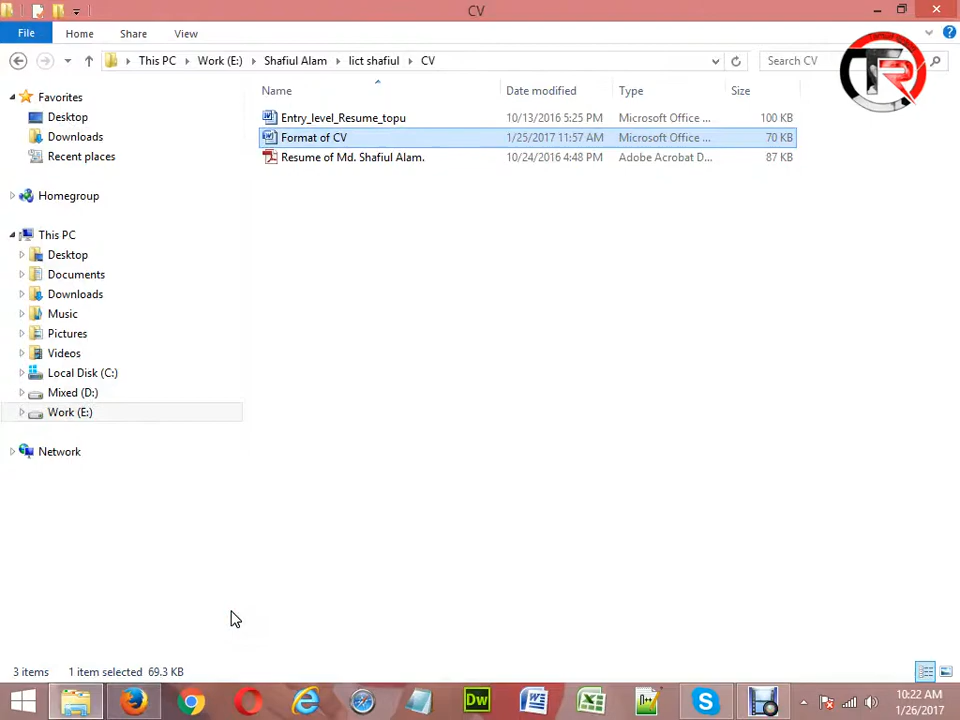 CV
File Home Share View
This PC Work (E:) Shafiul Alam lict shafiul CV
Search CV
TR
Name Date modified Type Size
Entry_level_Resume_topu 10/13/2016 5:25 PM Microsoft Office ... 100 KB
Format of CV 1/25/2017 11:57 AM Microsoft Office ... 70 KB
Resume of Md. Shafiul Alam. 10/24/2016 4:48 PM Adobe Acrobat D... 87 KB
Favorites
Desktop
Downloads
Recent places
Homegroup
This PC
Desktop
Documents
Downloads
Music
Pictures
Videos
Local Disk (C:)
Mixed (D:)
Work (E:)
Network
3 items 1 item selected 69.3 KB
Dw
10:22 AM
1/26/2017